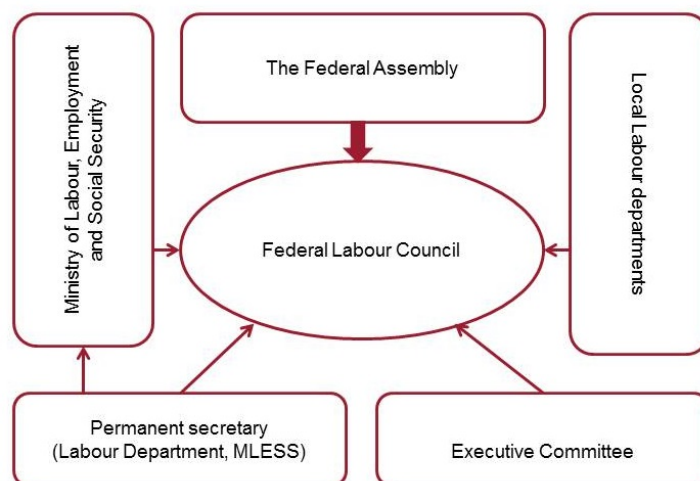 The Federal Assembly
Ministry of Labour, Employment
and Social Security
Local Labour departments
Federal Labour Council
Permanent secretary
(Labour Department, MLESS)
Executive Committee